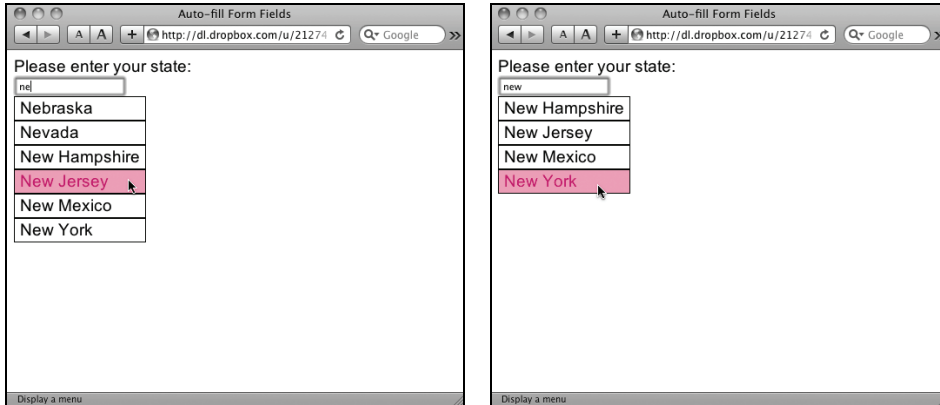 Auto-fill Form Fields
A A + http://dl.dropbox.com/u/21274 Q Google »
Please enter your state:
ne
Nebraska
Nevada
New Hampshire
New Jersey
New Mexico
New York
Display a menu
Auto-fill Form Fields
A A + http://dl.dropbox.com/u/21274 Q Google
Please enter your state:
new
New Hampshire
New Jersey
New Mexico
New York
Display a menu